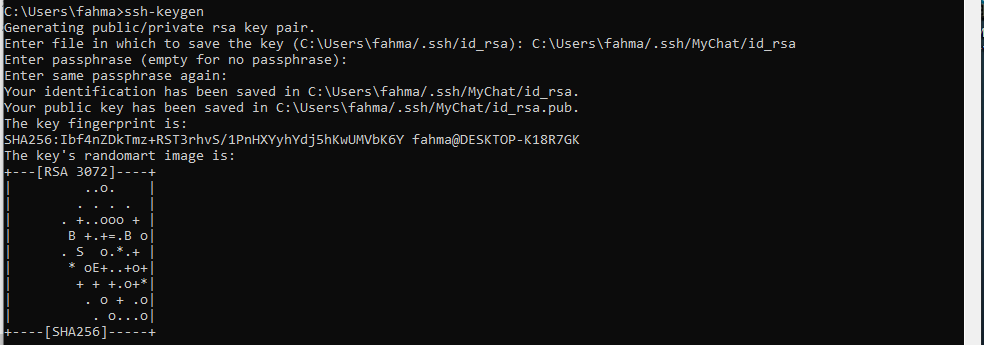 C:\Users\fahma>ssh-keygen
Generating public/private rsa key pair.
Enter file in which to save the key (C:\Users\fahma/.ssh/id_rsa): C:\Users\fahma/.ssh/MyChat/id_rsa
Enter passphrase (empty for no passphrase):
Enter same passphrase again:
Your identification has been saved in C:\Users\fahma/.ssh/MyChat/id_rsa.
Your public key has been saved in C:\Users\fahma/.ssh/MyChat/id_rsa.pub.
The key fingerprint is:
SHA256:Ibf4nZDkTmz+RST3rhvS/1PnHXYyhYdj5hKwUMVbK6Y fahma@DESKTOP-K18R7GK
The key's randomart image is:
+---[RSA 3072]----+
|         ..o.    |
|        . . . .  |
|      . +..ooo + |
|       B +.+=.B o|
|      . S  o.*.+ |
|       * oE+..+o+|
|        + + +.o+*|
|         . o + .o|
|          . o...o|
+----[SHA256]-----+